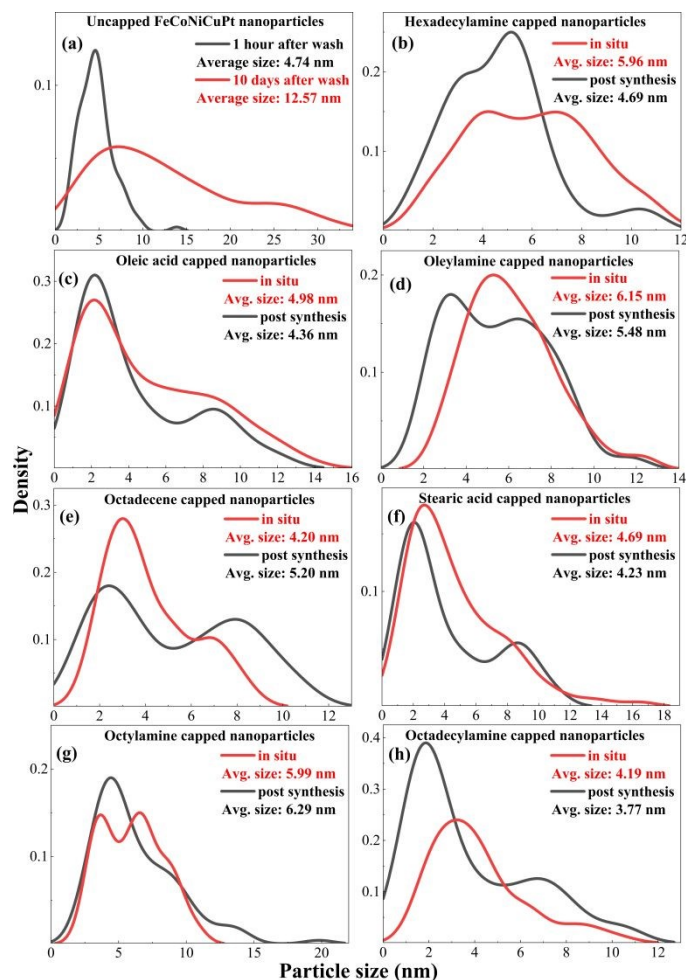 Uncapped FeCoNiCuPt nanoparticles
(a)
1 hour after wash
Average size: 4.74 nm
10 days after wash
Average size: 12.57 nm
0.1
0 5 10 15 20 25 30
Hexadecylamine capped nanoparticles
(b)
in situ
Avg. size: 5.96 nm
post synthesis
Avg. size: 4.69 nm
0.2
0.1
0 2 4 6 8 10 12
Oleic acid capped nanoparticles
(c)
in situ
Avg. size: 4.98 nm
post synthesis
Avg. size: 4.36 nm
0.3
0.2
0.1
0 2 4 6 8 10 12 14 16
Oleylamine capped nanoparticles
(d)
in situ
Avg. size: 6.15 nm
post synthesis
Avg. size: 5.48 nm
0.2
0.1
0 2 4 6 8 10 12 14
Density
Octadecene capped nanoparticles
(e)
in situ
Avg. size: 4.20 nm
post synthesis
Avg. size: 5.20 nm
0.3
0.2
0.1
0 2 4 6 8 10 12
Stearic acid capped nanoparticles
(f)
in situ
Avg. size: 4.69 nm
post synthesis
Avg. size: 4.23 nm
0.1
0 2 4 6 8 10 12 14 16 18
Octylamine capped nanoparticles
(g)
in situ
Avg. size: 5.99 nm
post synthesis
Avg. size: 6.29 nm
0.2
0.1
0 5 10 15 20
Octadecylamine capped nanoparticles
(h)
in situ
Avg. size: 4.19 nm
post synthesis
Avg. size: 3.77 nm
0.4
0.3
0.2
0.1
0 2 4 6 8 10 12
Particle size (nm)